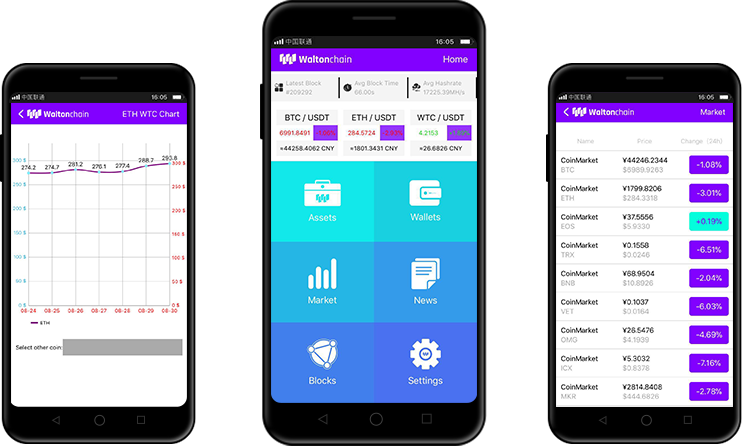 中国联通
16:05
ETH WTC Chart
Waltonchain
300 $
250 $
200 $
150 $
100 $
50 $
0 $
274.2
274.7
281.2
276.1
277.4
288.7
293.8
300 $
250 $
200 $
150 $
100 $
50 $
0 $
08-24
08-25
08-26
08-27
08-28
08-29
08-30
ETH
Select other coin:
中国联通
16:05
Waltonchain
Home
Latest Block
#209292
Avg Block Time
06.00s
Avg Hashrate
17225.39MH/s
BTC / USDT
6991.8491
≈44258.4062 CNY
ETH / USDT
284.5724
≈1801.3431 CNY
WTC / USDT
4.2153
≈26.6826 CNY
Assets
Wallets
Market
News
Blocks
Settings
中国联通
16:05
Waltonchain
Market
Name
Price
Change (24h)
CoinMarket ¥44246.2344
BTC $6989.9263
-1.08%
CoinMarket ¥1799.8206
ETH $284.3318
-3.01%
CoinMarket ¥37.5556
EOS $5.9330
+0.19%
CoinMarket ¥0.1558
TRX $0.0246
-6.51%
CoinMarket ¥68.9504
BNB $10.8926
-2.04%
CoinMarket ¥0.1037
VET $0.0164
-6.03%
CoinMarket ¥26.5476
OMG $4.1939
-4.69%
CoinMarket ¥5.3032
ICX $0.8378
-7.16%
CoinMarket ¥2814.8408
MKR $444.6826
-2.78%